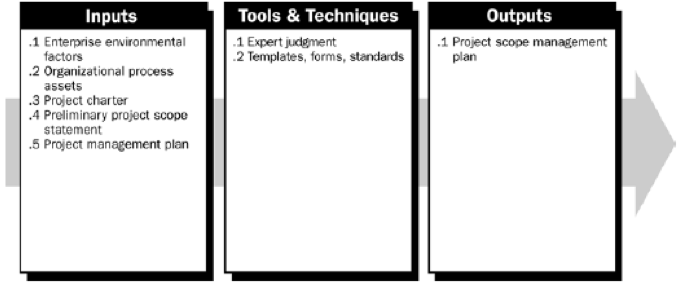 Inputs
.1 Enterprise environmental
factors
.2 Organizational process
assets
.3 Project charter
.4 Preliminary project scope
statement
.5 Project management plan
Tools & Techniques
.1 Expert judgment
.2 Templates, forms, standards
Outputs
.1 Project scope management
plan